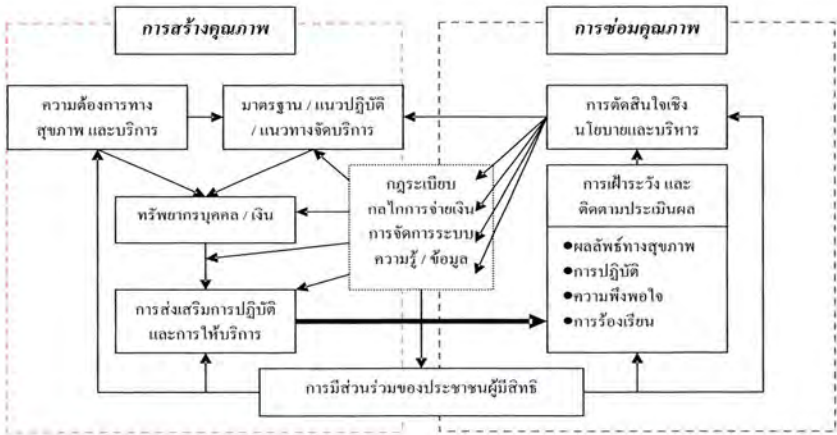 การสร้างคุณภาพ
การซ่อมคุณภาพ
ความต้องการทาง
สุขภาพ และบริการ
มาตรฐาน / แนวปฏิบัติ
/ แนวทางจัดบริการ
การตัดสินใจเชิง
นโยบายและบริหาร
กฎระเบียบ
กลไกการจ่ายเงิน
การจัดการระบบ
ความรู้ / ข้อมูล
การเฝ้าระวัง และ
ติดตามประเมินผล
ทรัพยากรบุคคล / เงิน
●ผลลัพธ์ทางสุขภาพ
●การปฏิบัติ
●ความพึงพอใจ
●การร้องเรียน
การส่งเสริมการปฏิบัติ
และการให้บริการ
การมีส่วนร่วมของประชาชนผู้มีสิทธิ